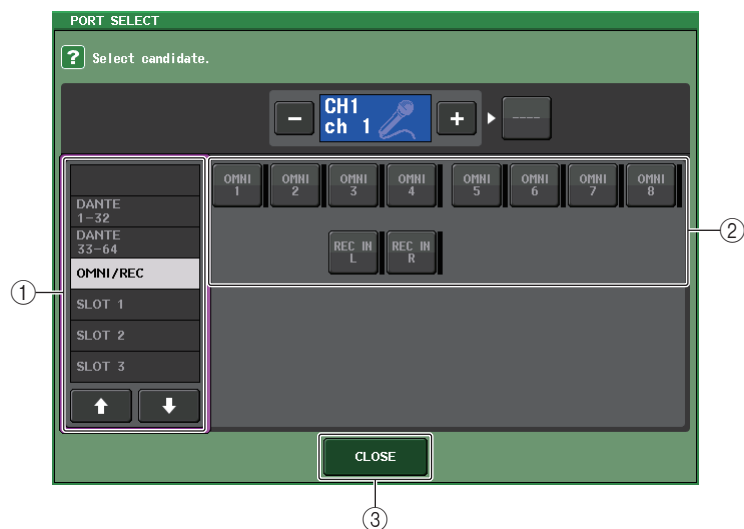 PORT SELECT
? Select candidate.
−
CH1
ch 1
+
----
DANTE
1−32
DANTE
33−64
OMNI/REC
SLOT 1
SLOT 2
SLOT 3
OMNI
1
OMNI
2
OMNI
3
OMNI
4
OMNI
5
OMNI
6
OMNI
7
OMNI
8
REC IN
L
REC IN
R
CLOSE
①
②
③